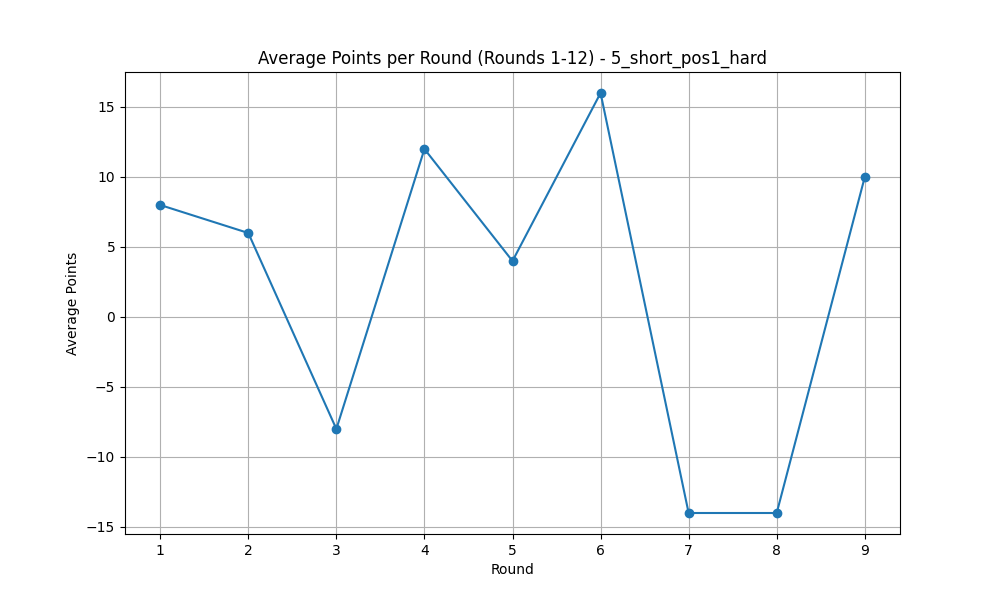 Average Points per Round (Rounds 1-12) - 5_short_pos1_hard
15
10
5
0
−5
−10
−15
Average Points
1 2 3 4 5 6 7 8 9
Round